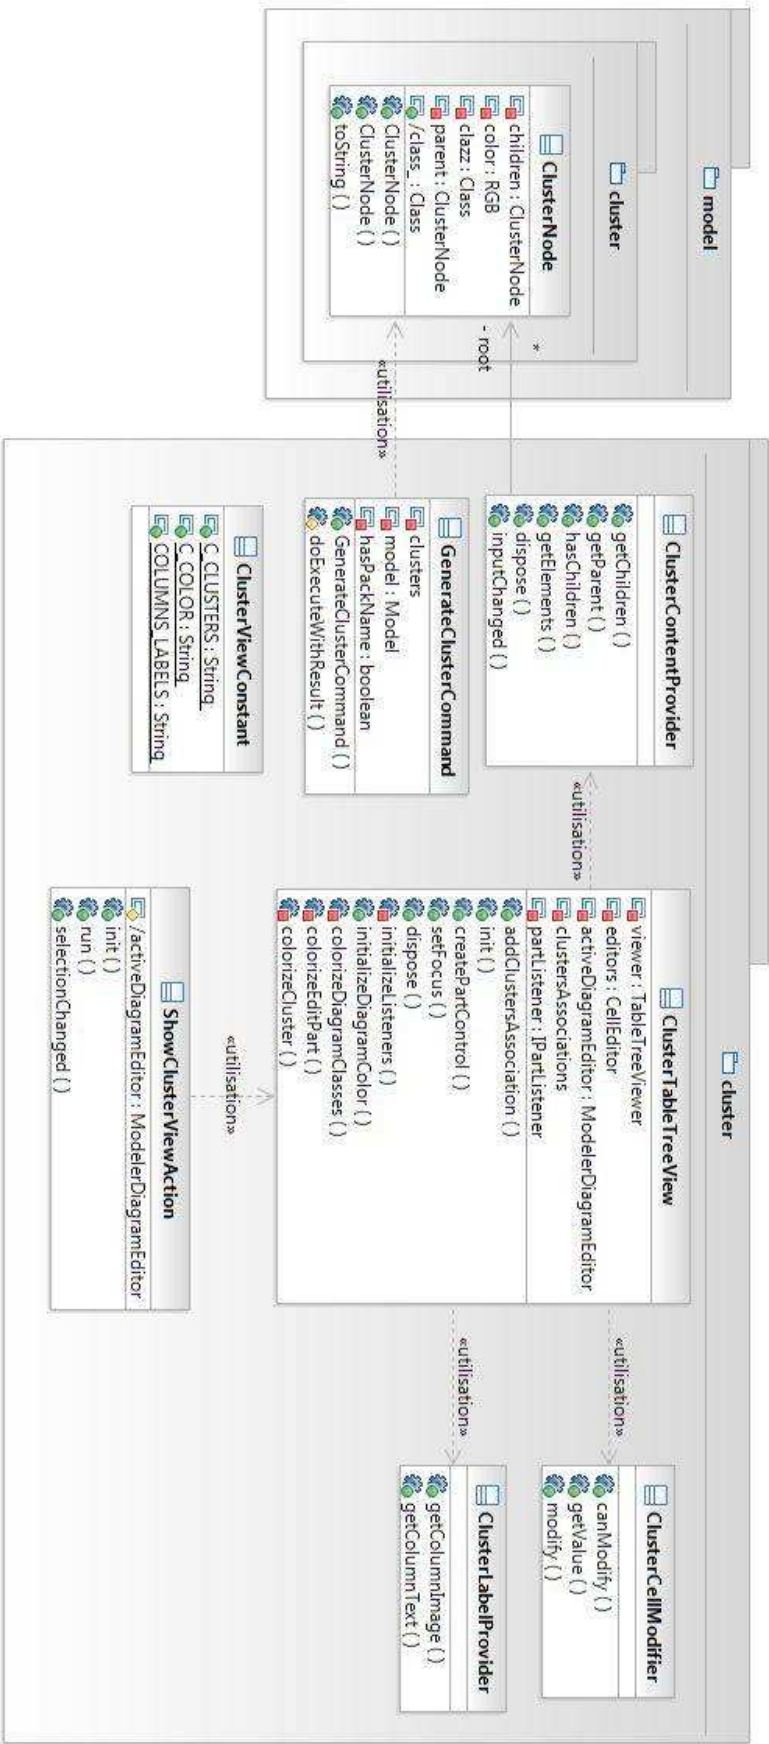 model
cluster
ClusterNode
children : ClusterNode
color : RGB
clazz : Class
parent : ClusterNode
/class_ : Class
ClusterNode ( )
ClusterNode ( )
toString ( )
*
- root
«utilisation»
cluster
ClusterContentProvider
getChildren ( )
getParent ( )
hasChildren ( )
getElements ( )
dispose ( )
inputChanged ( )
GenerateClusterCommand
clusters
model : Model
hasPackName : boolean
GenerateClusterCommand ( )
doExecuteWithResult ( )
ClusterViewConstant
C_CLUSTERS : String
C_COLOR : String
COLUMNS_LABELS : String
«utilisation»
ClusterTableTreeView
viewer : TableTreeViewer
editors : CellEditor
activeDiagramEditor : ModelerDiagramEditor
clustersAssociations
partListener : IPartListener
addClustersAssociation ( )
init ( )
createPartControl ( )
setFocus ( )
dispose ( )
initializeListeners ( )
initializeDiagramColor ( )
colorizeDiagramClasses ( )
colorizeEditPart ( )
colorizeCluster ( )
«utilisation»
ShowClusterViewAction
/activeDiagramEditor : ModelerDiagramEditor
init ( )
run ( )
selectionChanged ( )
«utilisation»
«utilisation»
ClusterCellModifier
canModify ( )
getValue ( )
modify ( )
ClusterLabelProvider
getColumnImage ( )
getColumnText ( )